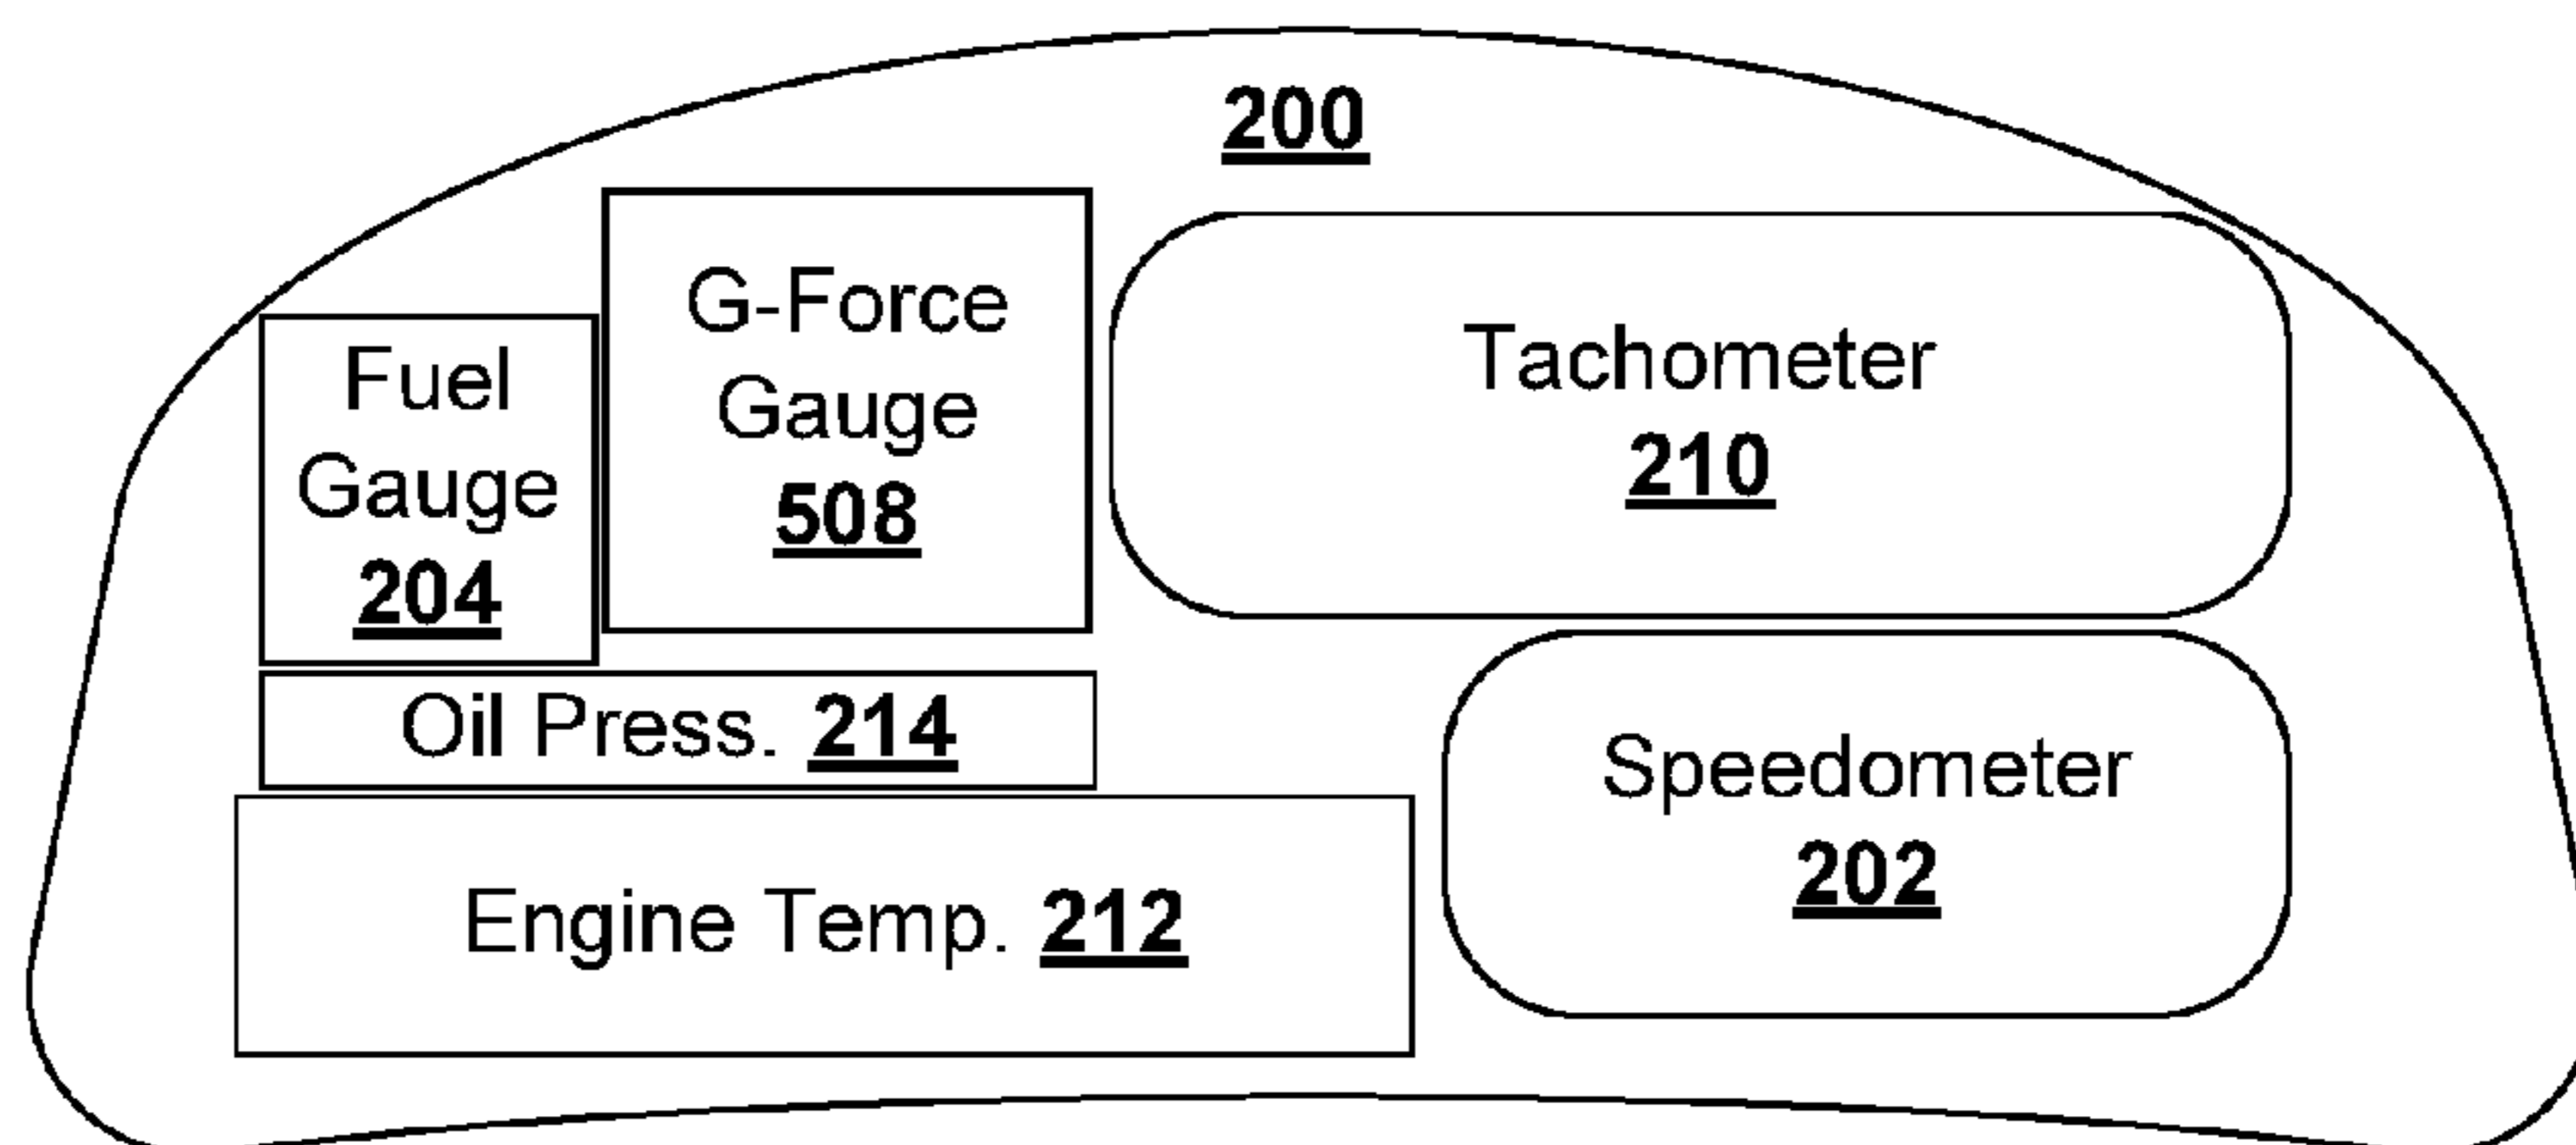 200
Fuel
Gauge
204
G-Force
Gauge
508
Tachometer
210
Oil Press. 214
Engine Temp. 212
Speedometer
202